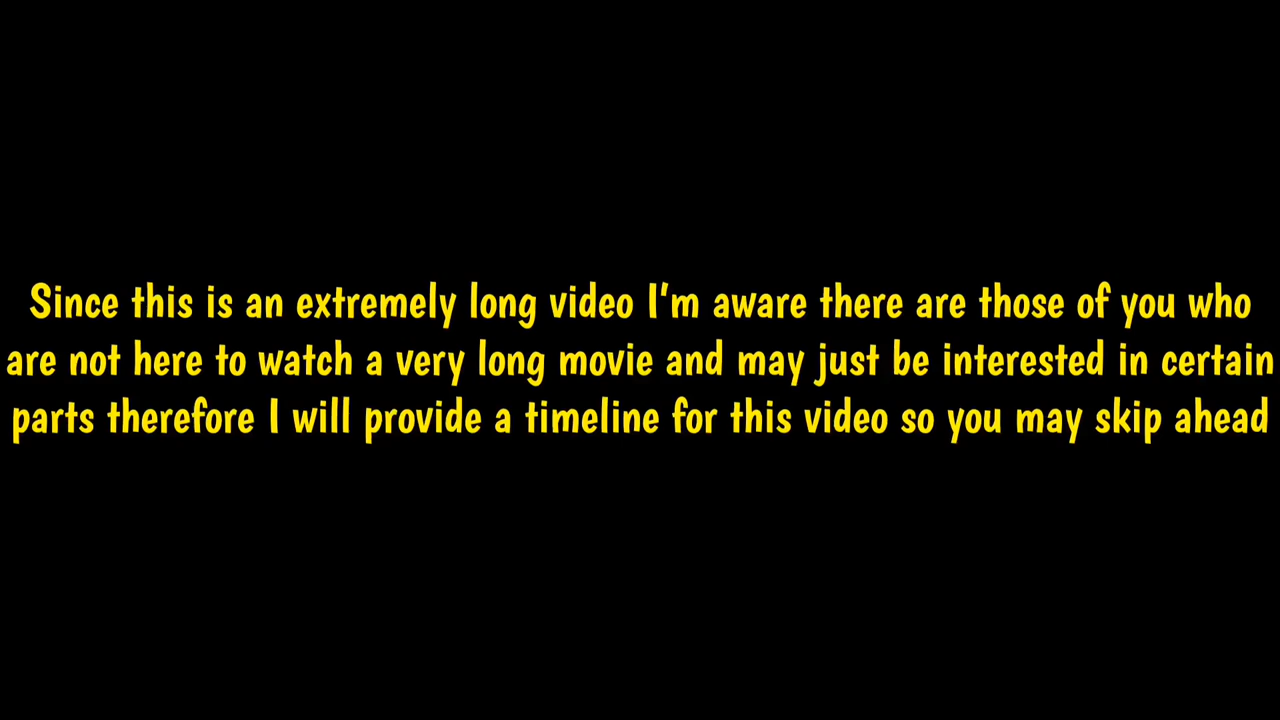 Since this is an extremely long video I'm aware there are those of you who
are not here to watch a very long movie and may just be interested in certain
parts therefore I will provide a timeline for this video so you may skip ahead